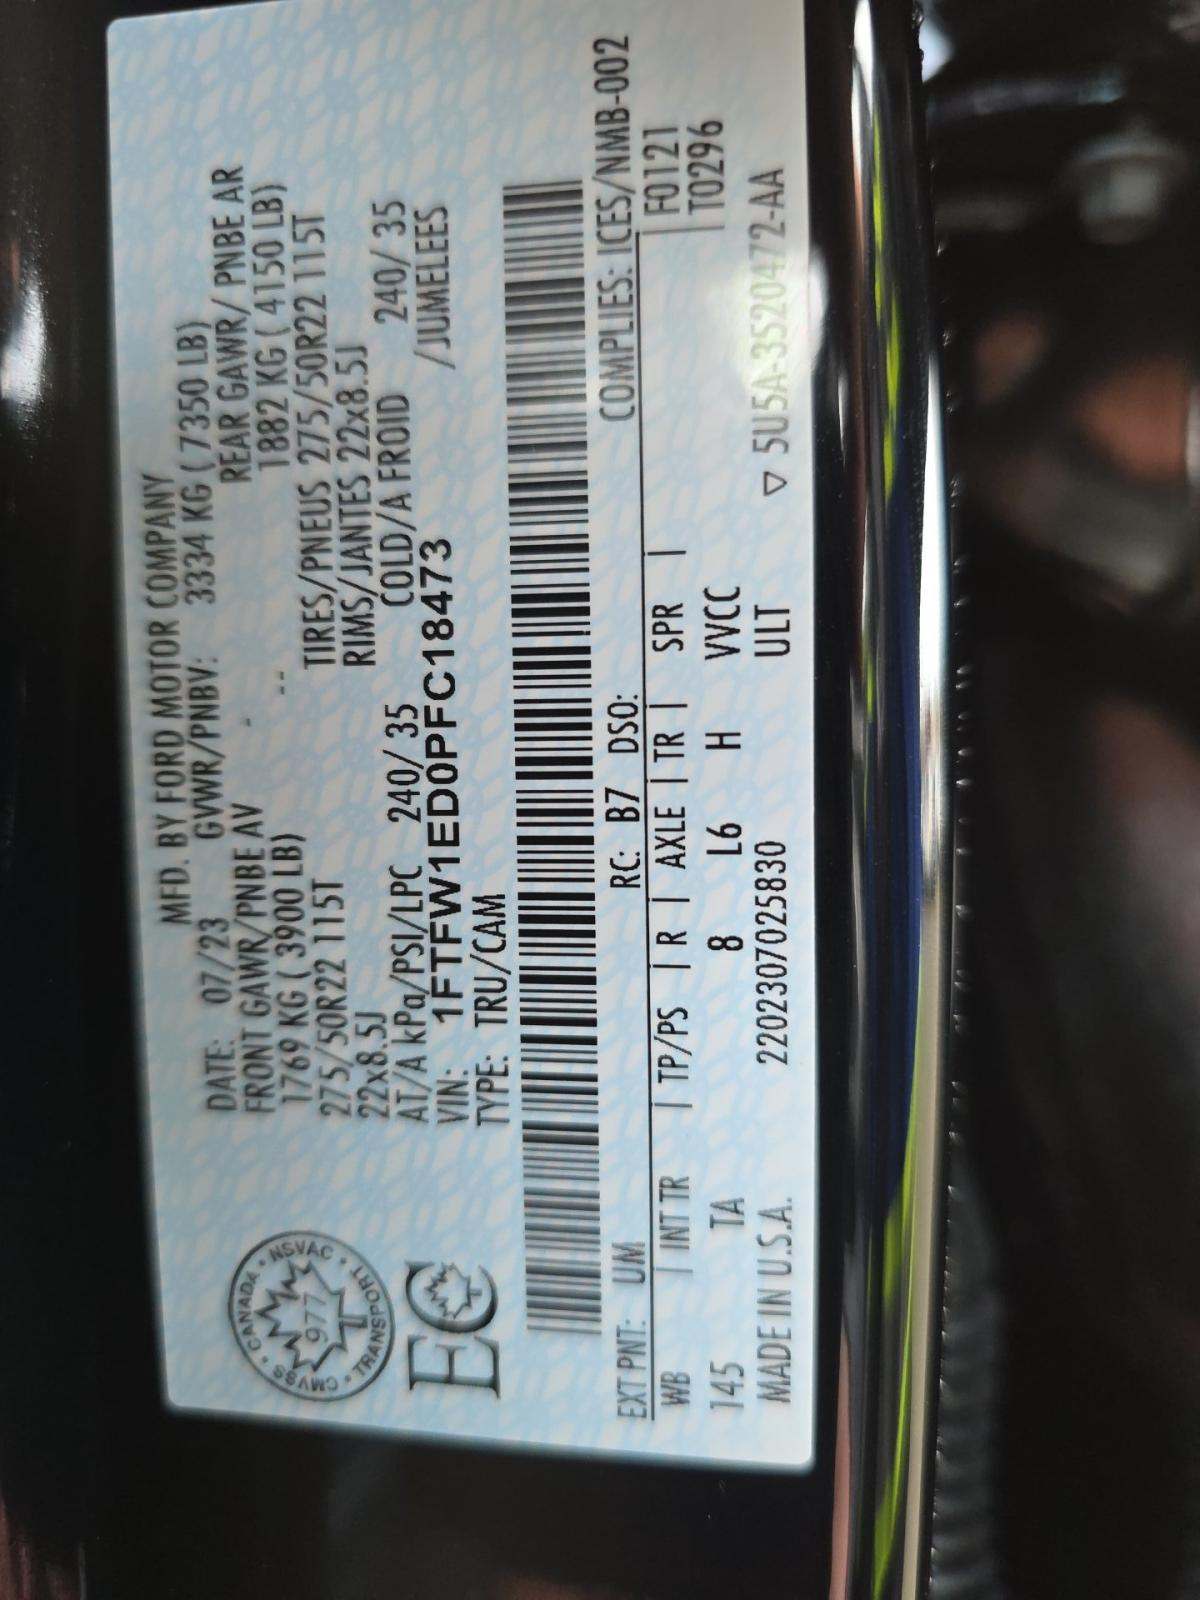 MFD. BY FORD MOTOR COMPANY
DATE: 07/23 GVWR/PNBV: 3334 KG ( 7350 LB)
FRONT GAWR/PNBE AV - REAR GAWR/ PNBE AR
1769 KG ( 3900 LB) -- 1882 KG ( 4150 LB)
275/50R22 115T TIRES/PNEUS 275/50R22 115T
22x8.5J RIMS/JANTES 22x8.5J
AT/A kPa/PSI/LPC 240/ 35 COLD/A FROID 240/ 35
VIN: 1FTFW1ED0PFC18473 /JUMELEES
TYPE: TRU/CAM
CANADA • NSVAC • TRANSPORT • CMVSS •
977
EC
COMPLIES: ICES/NMB-002
EXT PNT: UM RC: B7 DSO: F0121
WB | INT TR | TP/PS | R | AXLE | TR | SPR | T0296
145 TA 8 L6 H VVCC
MADE IN U.S.A. 2202307025830 ULT ▽ 5U5A-3520472-AA